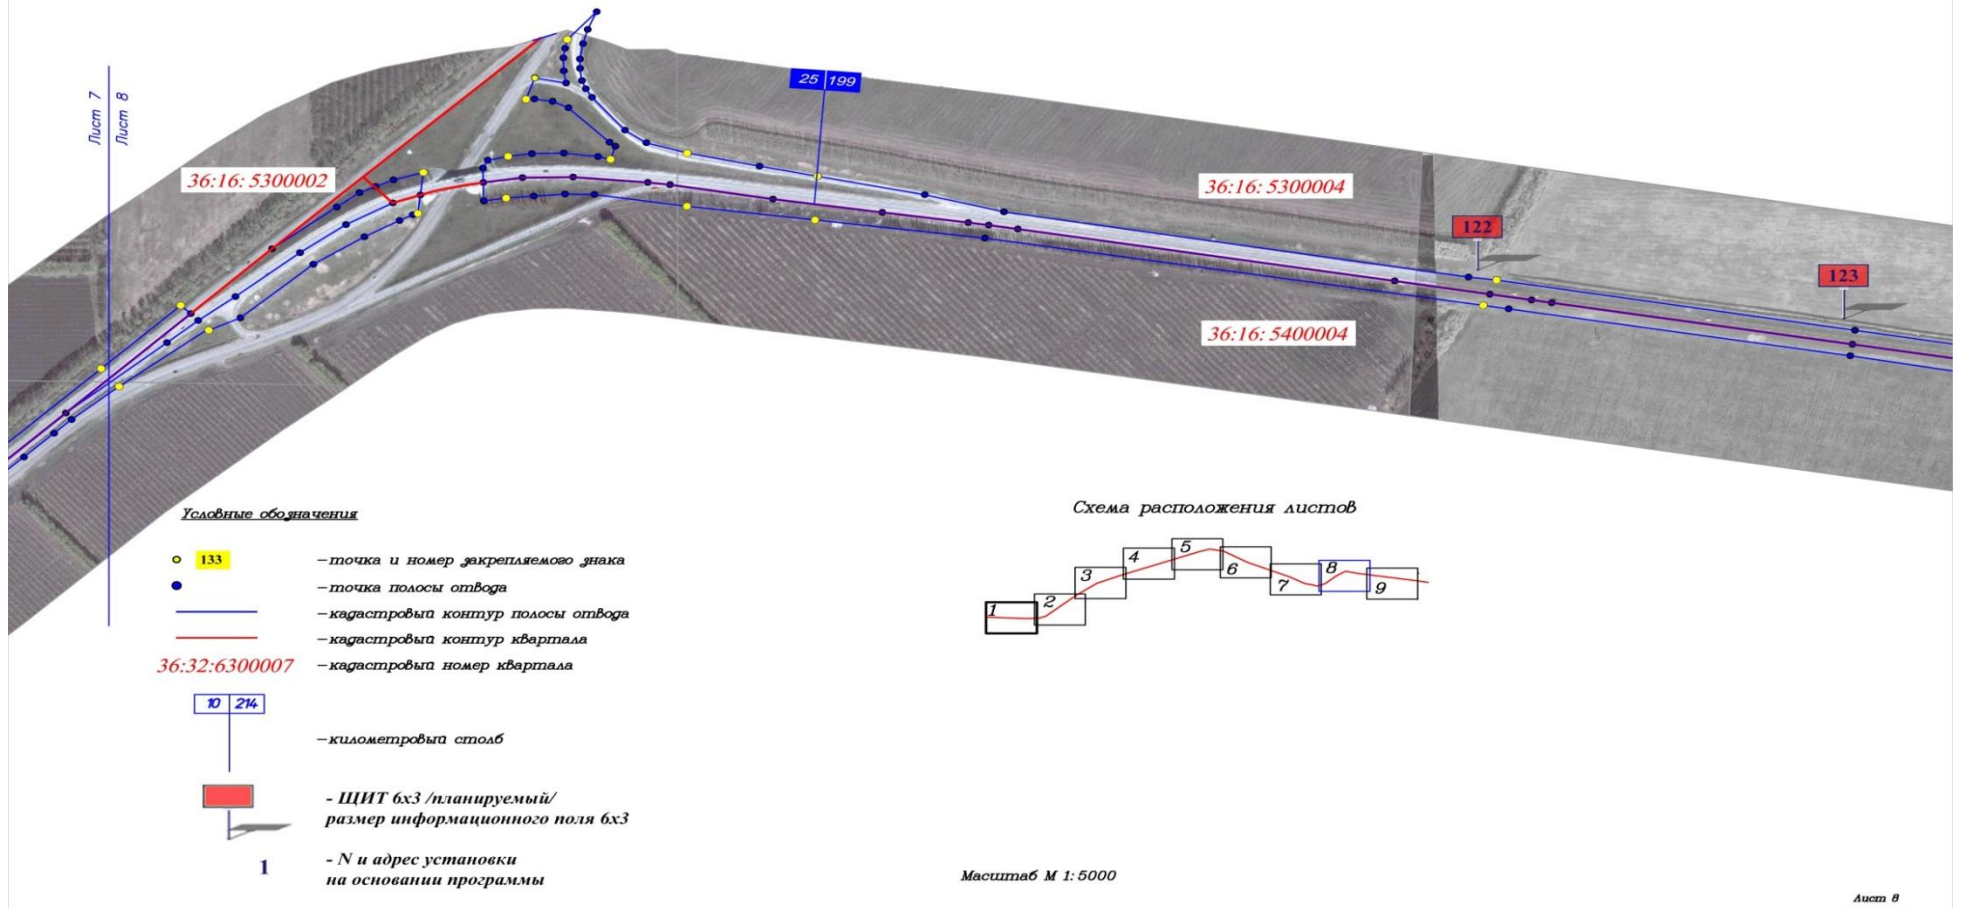 Лист 7
Лист 8
25 199
36:16: 5300002
36:16: 5300004
122
123
36:16: 5400004
Условные обозначения
133 –точка и номер закрепляемого знака
–точка полосы отвода
–кадастровый контур полосы отвода
–кадастровый контур квартала
36:32:6300007 –кадастровый номер квартала
10 214
–километровый столб
- ЩИТ 6х3 /планируемый/
размер информационного поля 6х3
1 - N и адрес установки
на основании программы
Схема расположения листов
1
2
3
4
5
6
7
8
9
Масштаб М 1:5000
Лист 8